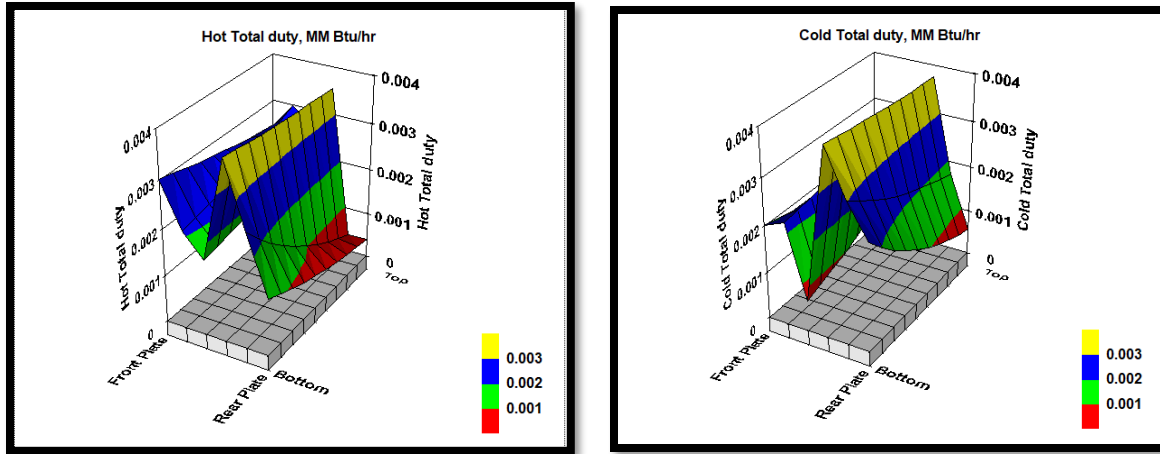 Hot Total duty, MM Btu/hr
0.004
0.003
0.002
0.001
0
Hot Total duty
0.004
0.003
0.002
0.001
0
Hot Total duty
Top
Front Plate
Rear Plate
Bottom
0.003
0.002
0.001
Cold Total duty, MM Btu/hr
0.004
0.003
0.002
0.001
0
Cold Total duty
0.004
0.003
0.002
0.001
0
Cold Total duty
Top
Front Plate
Rear Plate
Bottom
0.003
0.002
0.001